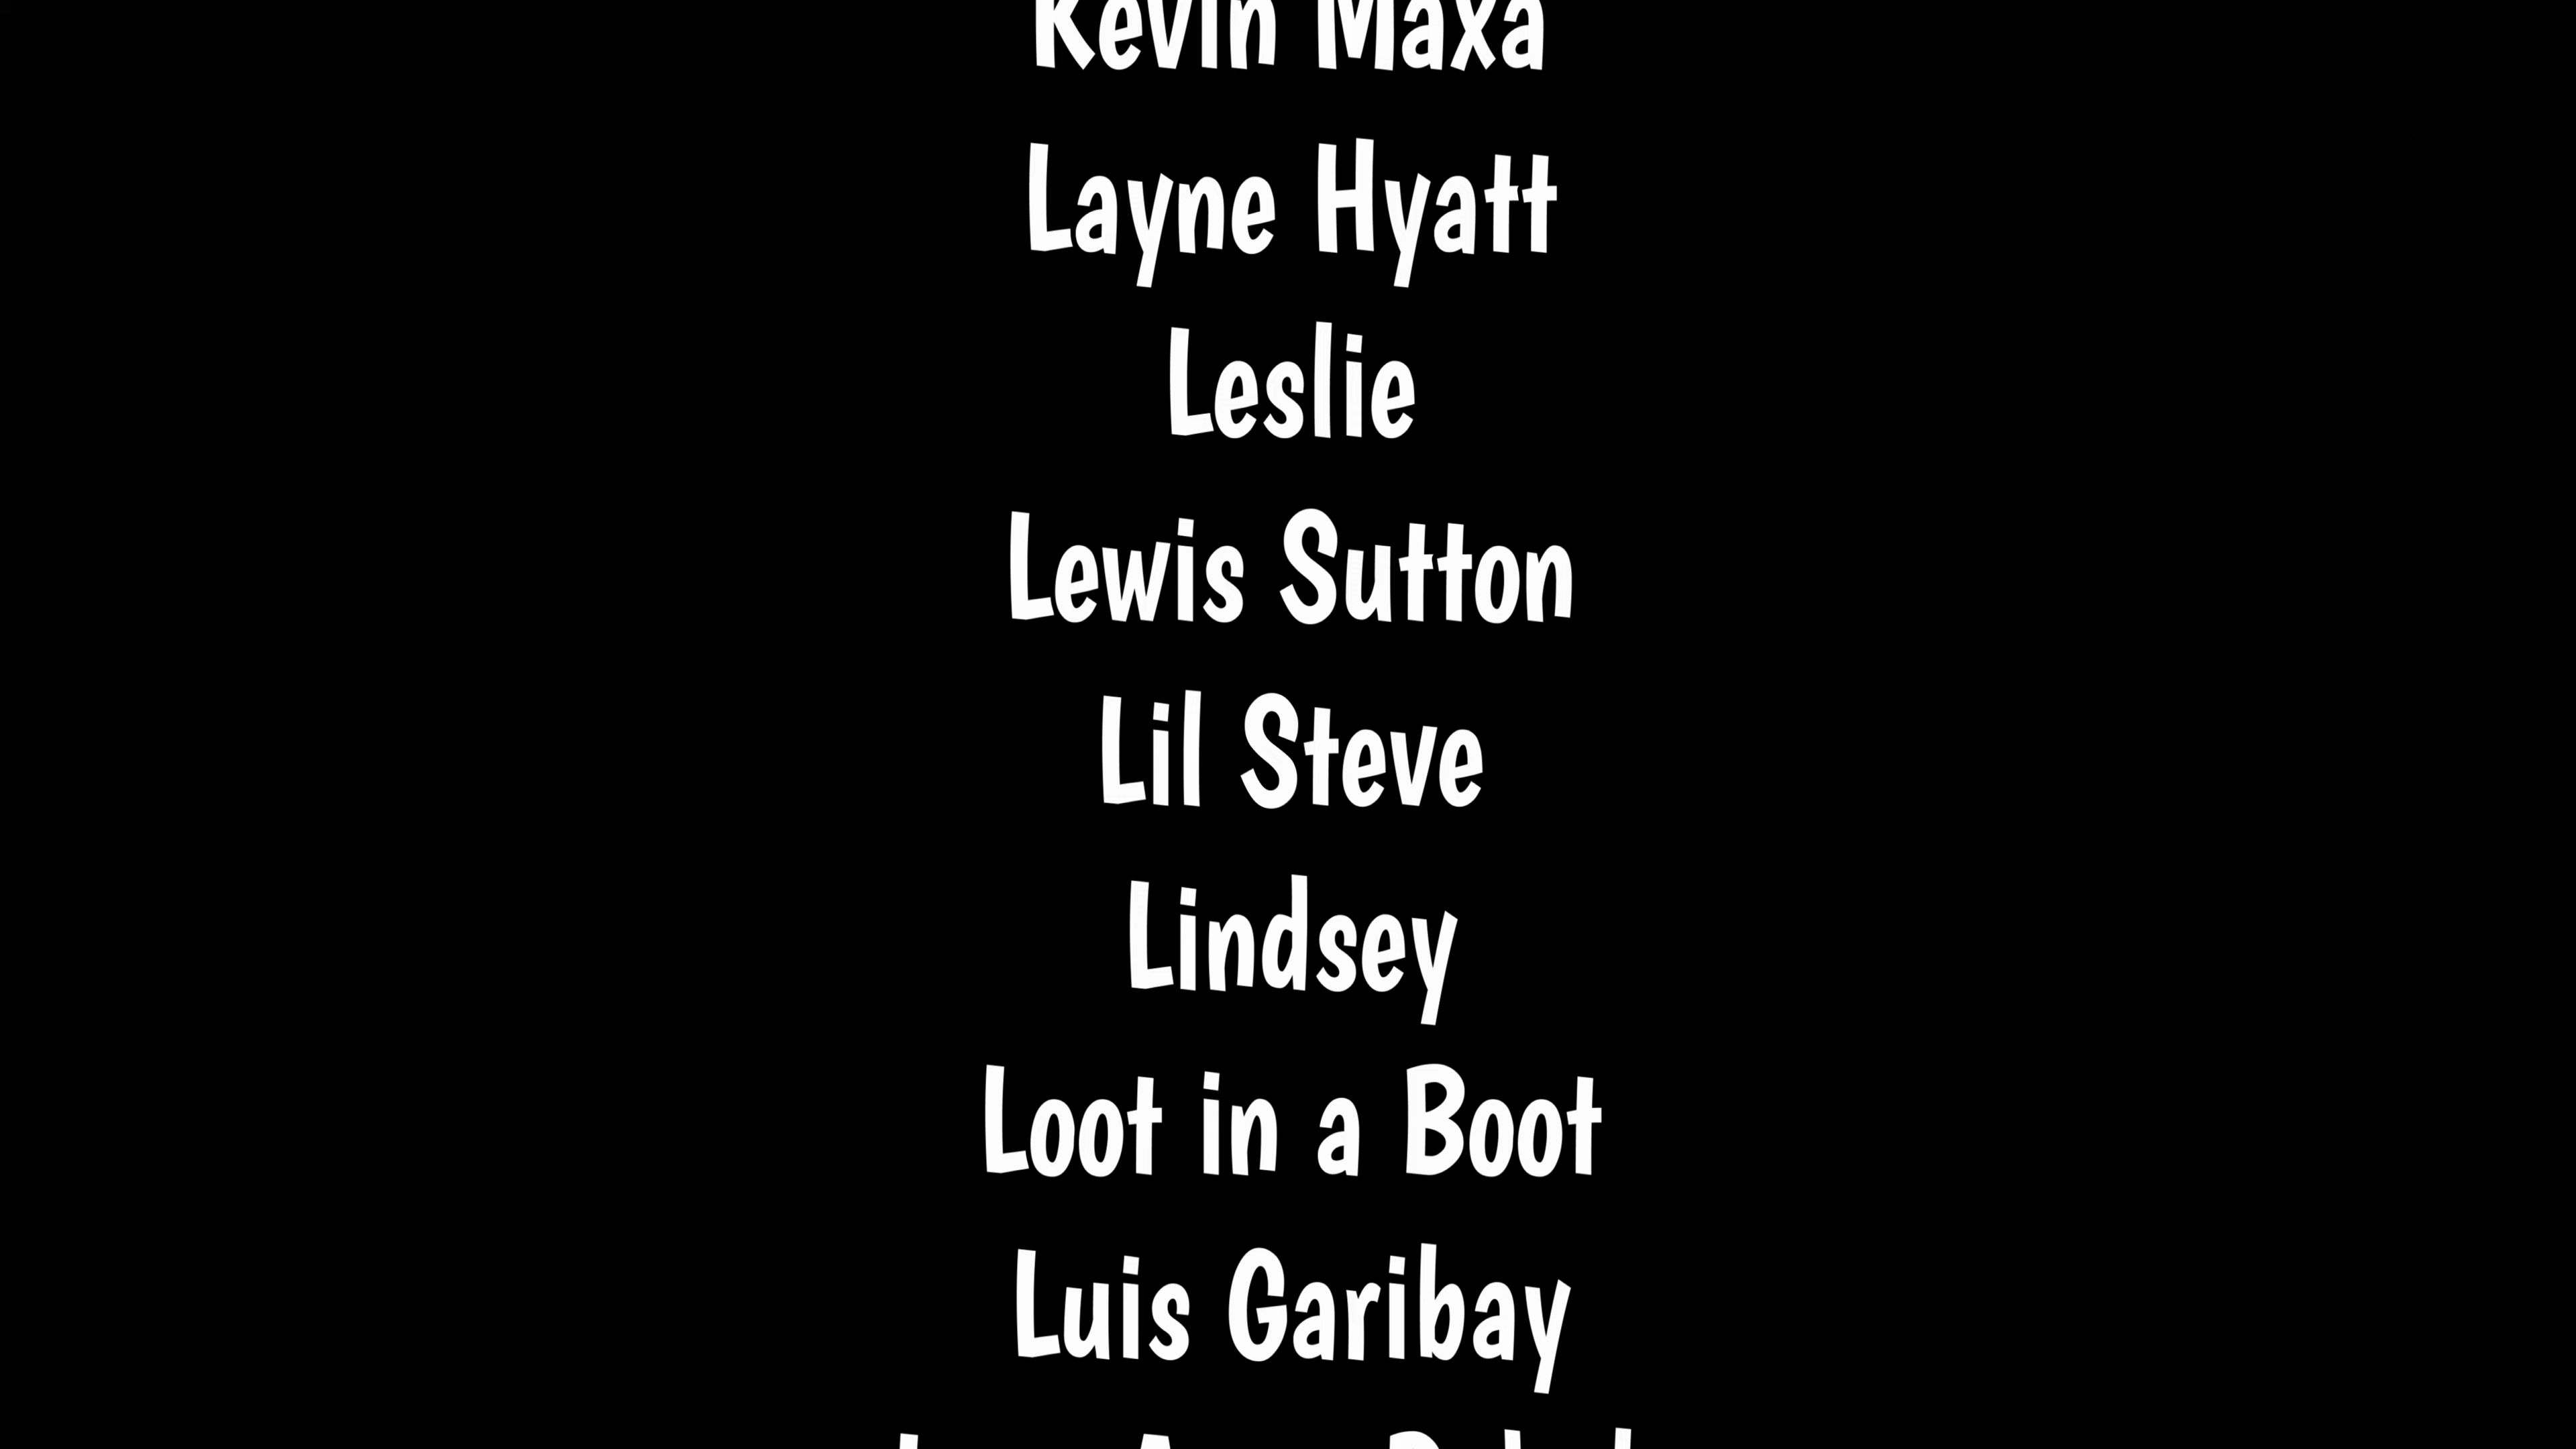 Kevin Maxa
Layne Hyatt
Leslie
Lewis Sutton
Lil Steve
Lindsey
Loot in a Boot
Luis Garibay